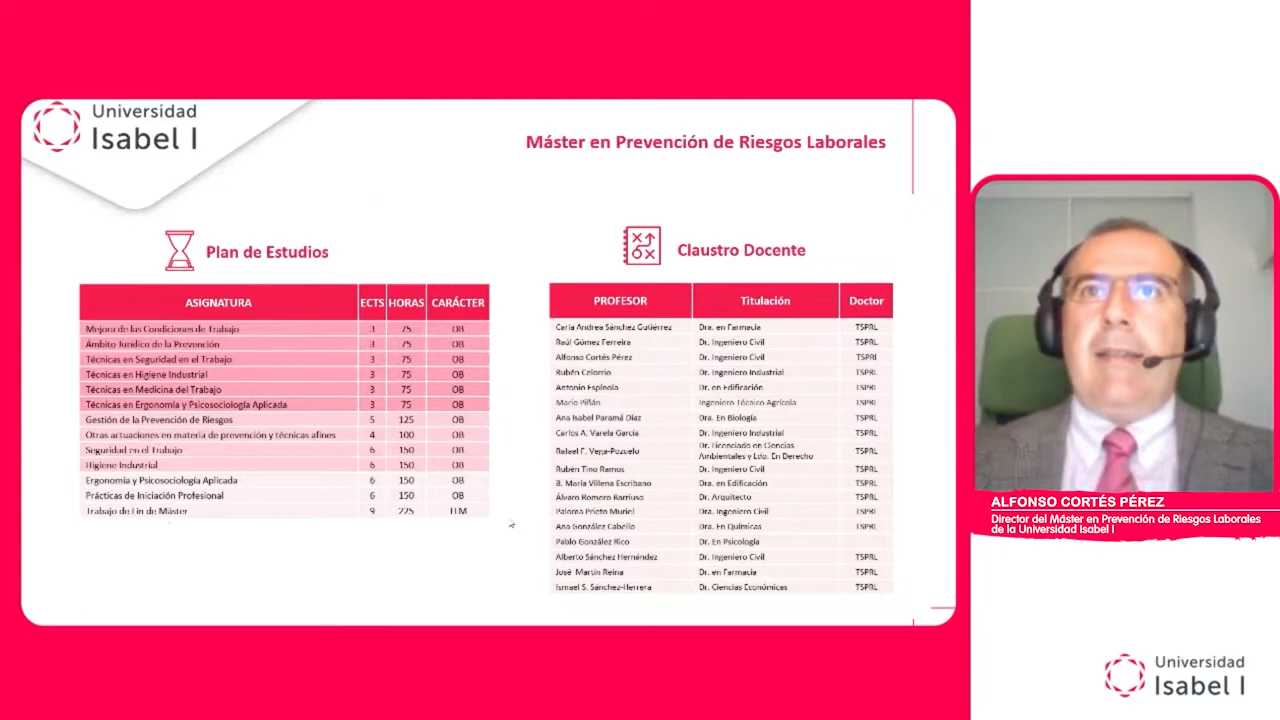 Universidad
Isabel I
Máster en Prevención de Riesgos Laborales
Plan de Estudios
ASIGNATURA ECTS HORAS CARÁCTER
Mejora de las Condiciones de Trabajo 3 75 OB
Ámbito Jurídico de la Prevención 3 75 OB
Técnicas en Seguridad en el Trabajo 3 75 OB
Técnicas en Higiene Industrial 3 75 OB
Técnicas en Medicina del Trabajo 3 75 OB
Técnicas en Ergonomía y Psicosociología Aplicada 3 75 OB
Gestión de la Prevención de Riesgos 5 125 OB
Otras actuaciones en materia de prevención y técnicas afines 4 100 OB
Seguridad en el Trabajo 6 150 OB
Higiene Industrial 6 150 OB
Ergonomía y Psicosociología Aplicada 6 150 OB
Prácticas de Iniciación Profesional 6 150 OB
Trabajo de Fin de Máster 9 225 TFM
Claustro Docente
PROFESOR Titulación Doctor
Carla Andrea Sánchez Gutiérrez Dra. en Farmacia TSPRL
Raúl Gómez Ferreira Dr. Ingeniero Civil TSPRL
Alfonso Cortés Pérez Dr. Ingeniero Civil TSPRL
Rubén Celorrio Dr. Ingeniero Industrial TSPRL
Antonio Espínola Dr. en Edificación TSPRL
Mario Piñán Ingeniero Técnico Agrícola TSPRL
Ana Isabel Paramá Díaz Dra. En Biología TSPRL
Carlos A. Varela García Dr. Ingeniero Industrial TSPRL
Rafael F. Vega-Pozuelo Dr. Licenciado en Ciencias Ambientales y Ldo. En Derecho TSPRL
Rubén Tino Ramos Dr. Ingeniero Civil TSPRL
B. María Villena Escribano Dra. en Edificación TSPRL
Álvaro Romero Barriuso Dr. Arquitecto TSPRL
Paloma Prieto Muriel Dra. Ingeniero Civil TSPRL
Ana González Cabello Dra. En Químicas TSPRL
Pablo González Rico Dr. En Psicología
Alberto Sánchez Hernández Dr. Ingeniero Civil TSPRL
José Martín Reina Dr. en Farmacia TSPRL
Ismael S. Sánchez-Herrera Dr. Ciencias Económicas TSPRL
ALFONSO CORTÉS PÉREZ
Director del Máster en Prevención de Riesgos Laborales
de la Universidad Isabel I
Universidad
Isabel I